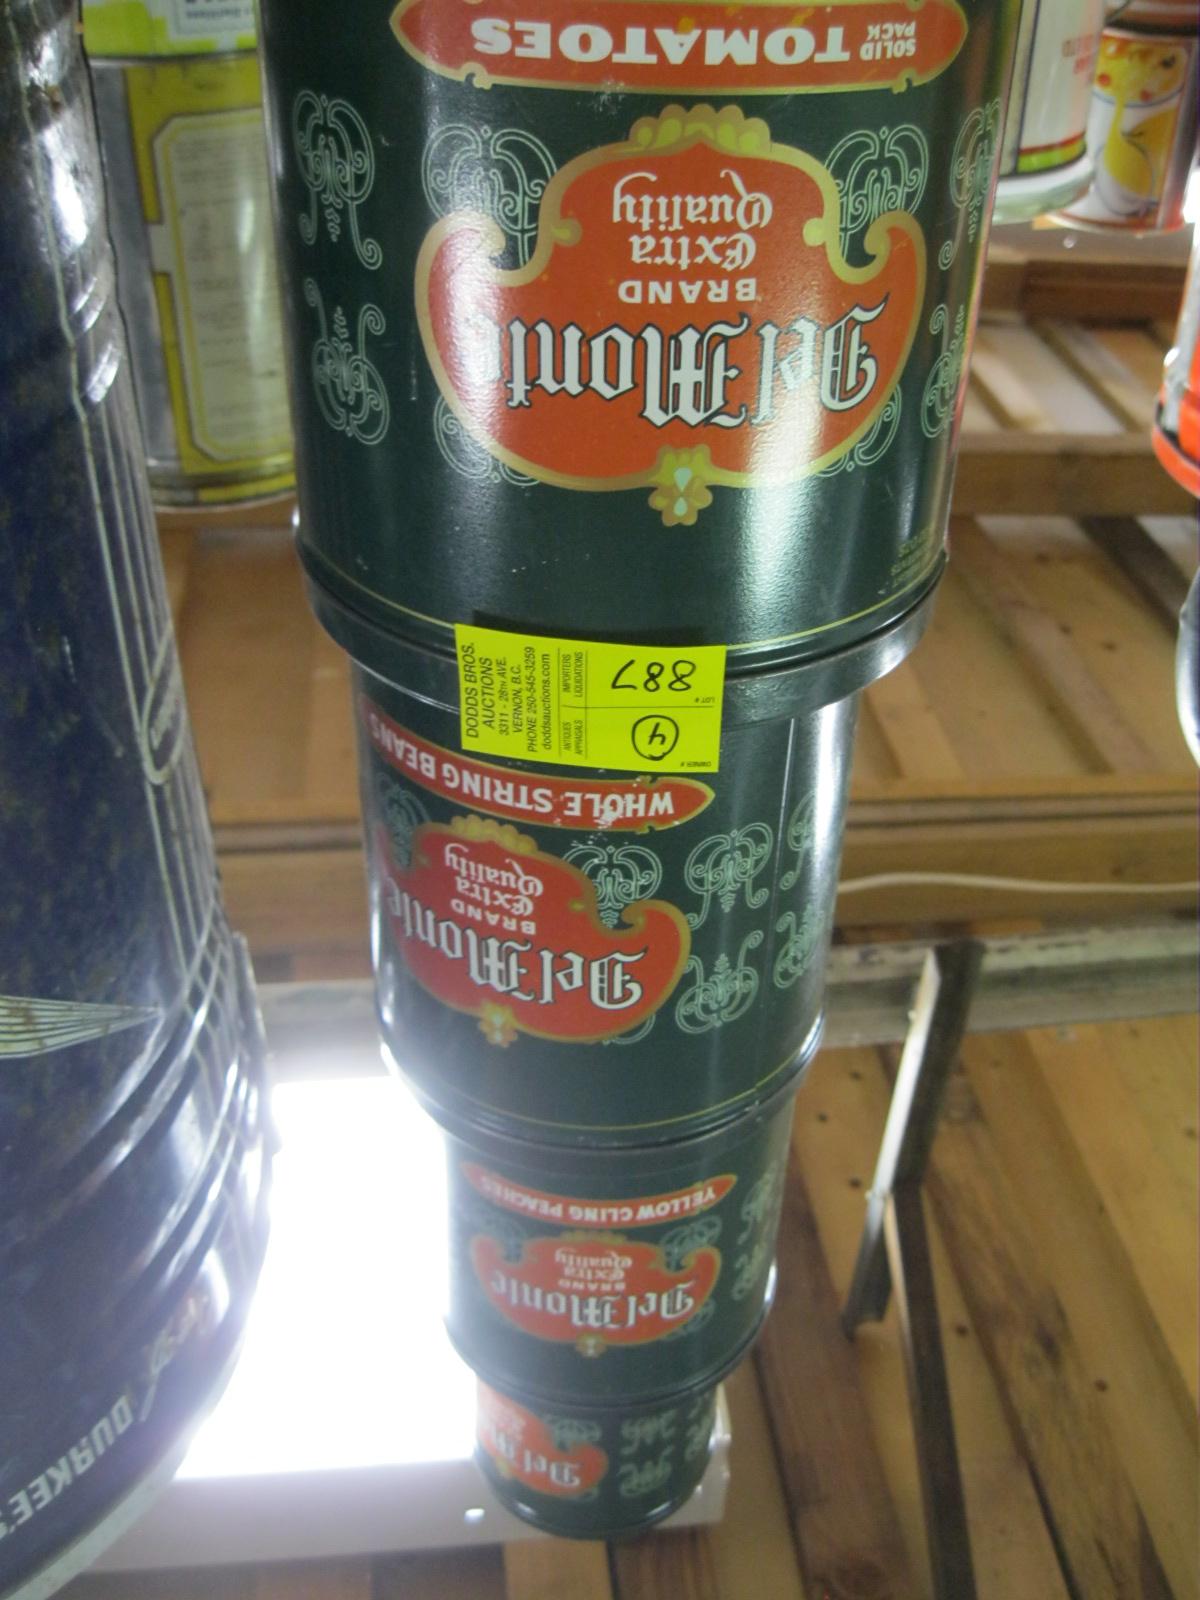 DURKEE'S
Del Monte
Del Monte
BRAND
Extra
Quality
YELLOW CLING PEACHES
Del Monte
BRAND
Extra
Quality
WHOLE STRING BEANS
OWNER #
4
LOT #
887
ANTIQUES
APPRAISALS
IMPORTERS
LIQUIDATIONS
DODDS BROS.
AUCTIONS
3311 - 28TH AVE.
VERNON, B.C.
PHONE 250-545-3259
doddsauctions.com
Del Monte
BRAND
Extra
Quality
SOLID
PACK
TOMATOES